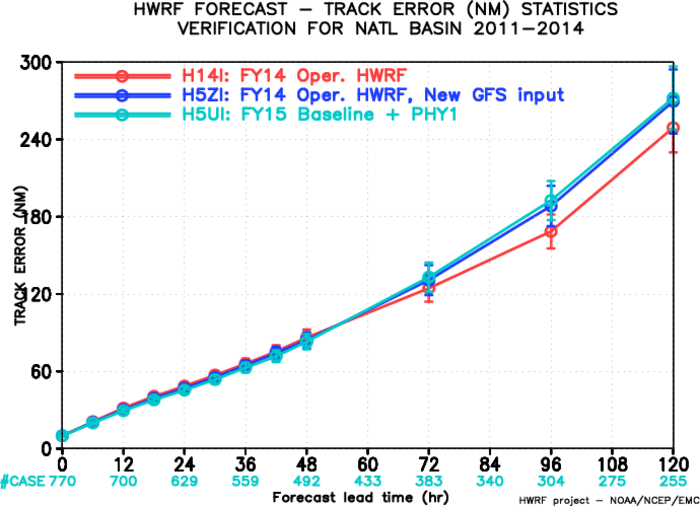 HWRF FORECAST – TRACK ERROR (NM) STATISTICS
VERIFICATION FOR NATL BASIN 2011–2014
H14I: FY14 Oper. HWRF
H5ZI: FY14 Oper. HWRF, New GFS input
H5UI: FY15 Baseline + PHY1
300
240
180
120
60
0
TRACK ERROR (NM)
0 12 24 36 48 60 72 84 96 108 120
#CASE 770 700 629 559 492 433 383 340 304 275 255
Forecast lead time (hr)
HWRF project – NOAA/NCEP/EMC